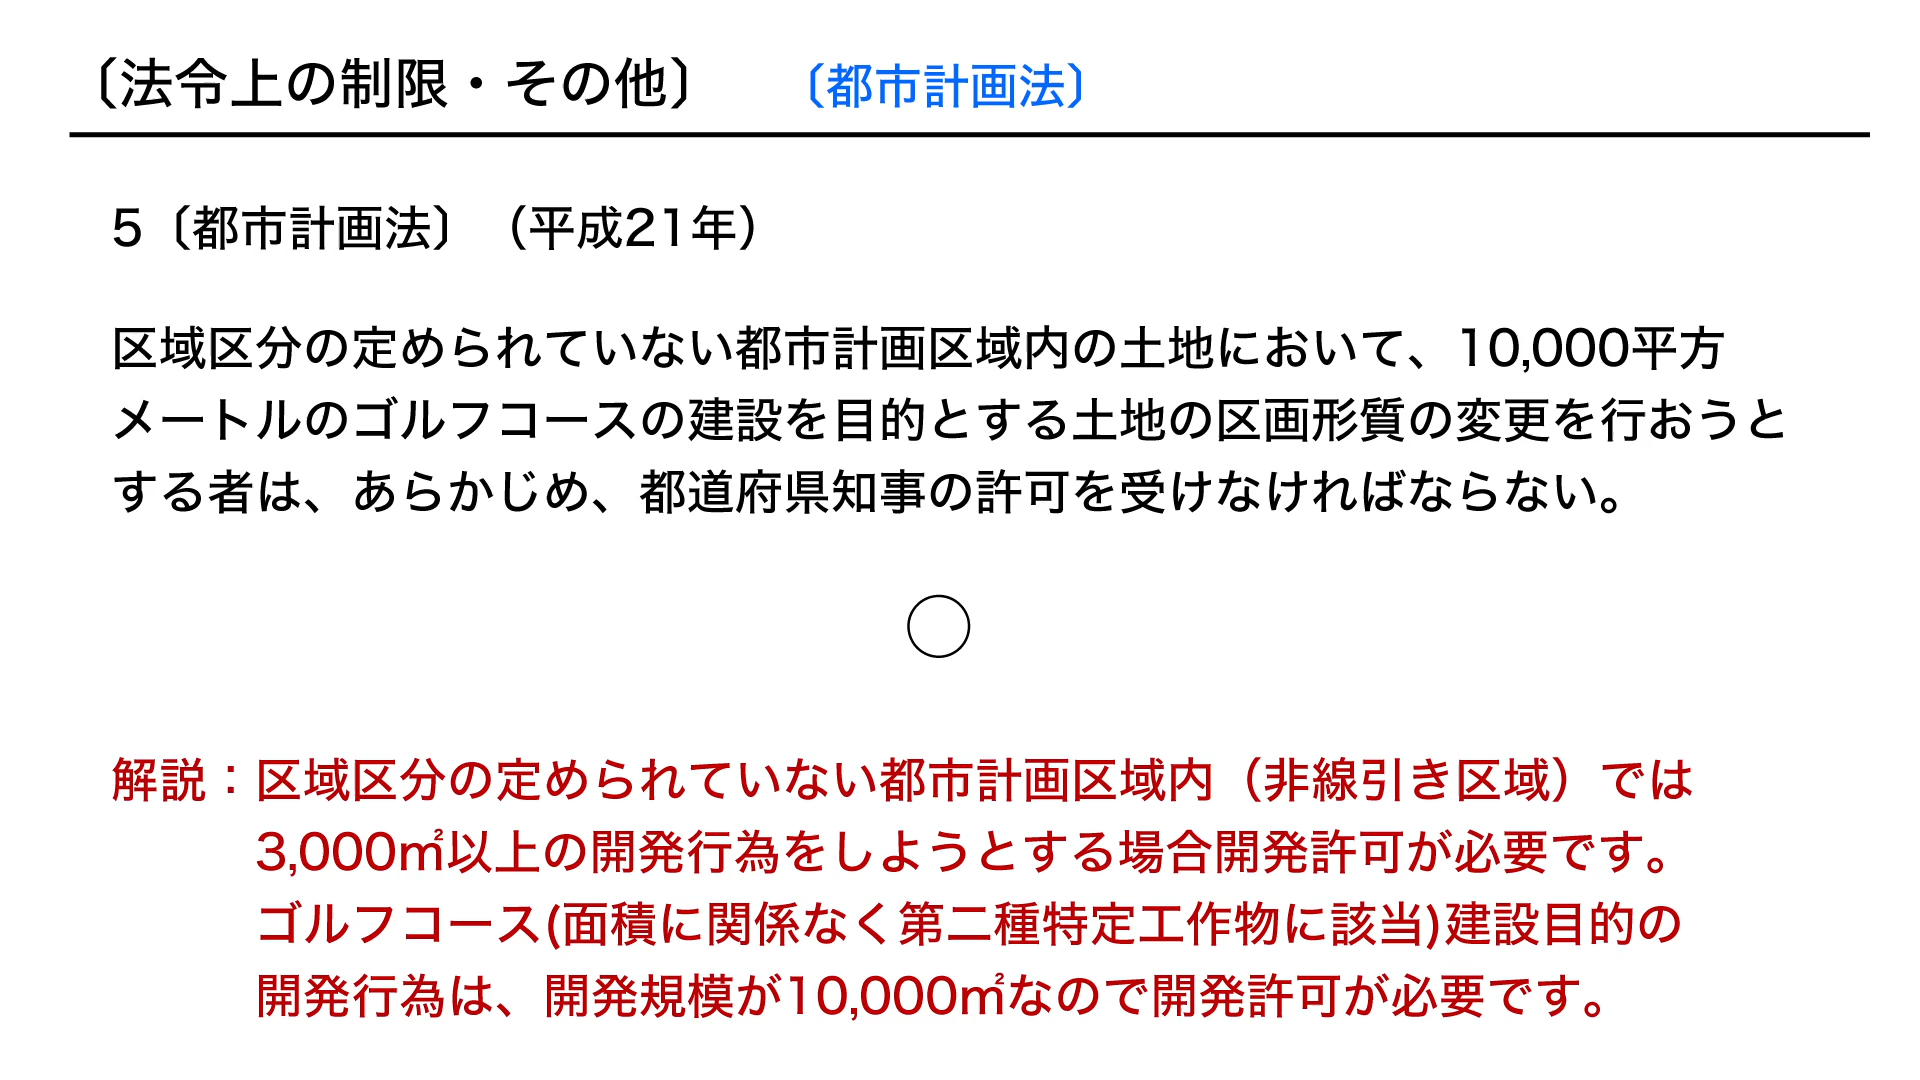 〔法令上の制限・その他〕 〔都市計画法〕
5〔都市計画法〕（平成21年）
区域区分の定められていない都市計画区域内の土地において、10,000平方
メートルのゴルフコースの建設を目的とする土地の区画形質の変更を行おうと
する者は、あらかじめ、都道府県知事の許可を受けなければならない。
◯
解説：区域区分の定められていない都市計画区域内（非線引き区域）では
3,000㎡以上の開発行為をしようとする場合開発許可が必要です。
ゴルフコース(面積に関係なく第二種特定工作物に該当)建設目的の
開発行為は、開発規模が10,000㎡なので開発許可が必要です。